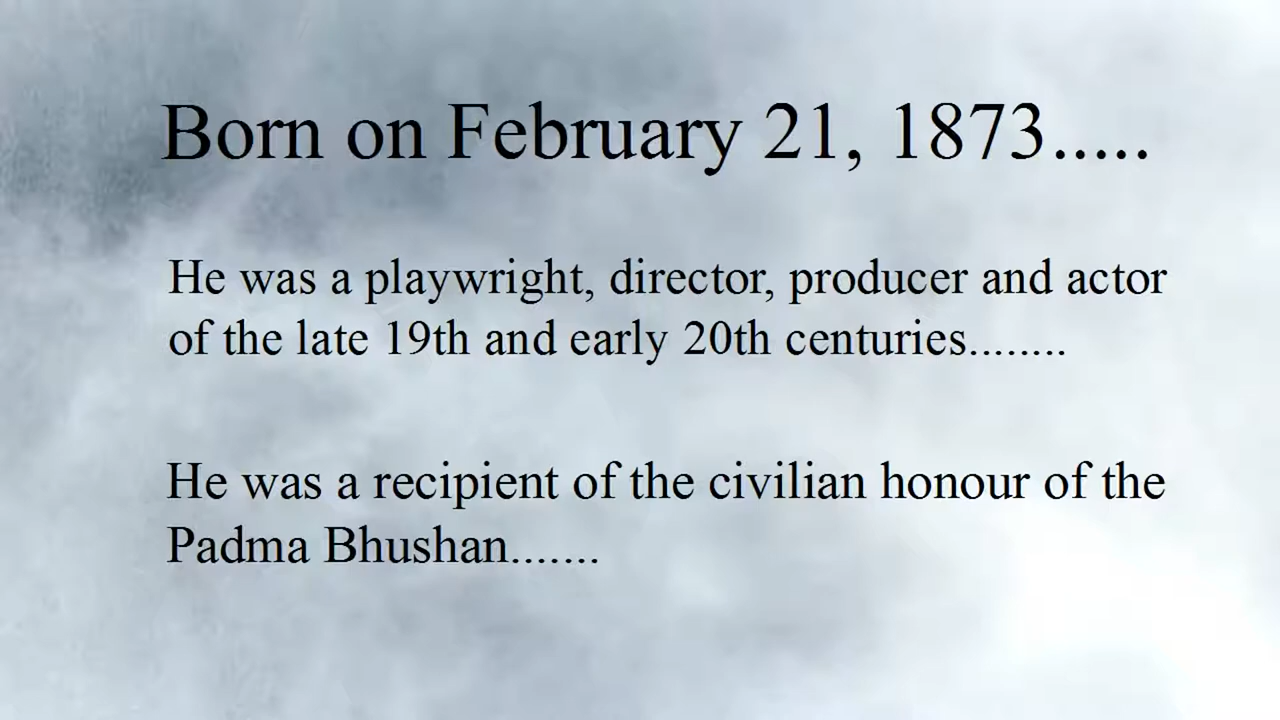 Born on February 21, 1873.....
He was a playwright, director, producer and actor
of the late 19th and early 20th centuries........
He was a recipient of the civilian honour of the
Padma Bhushan.......